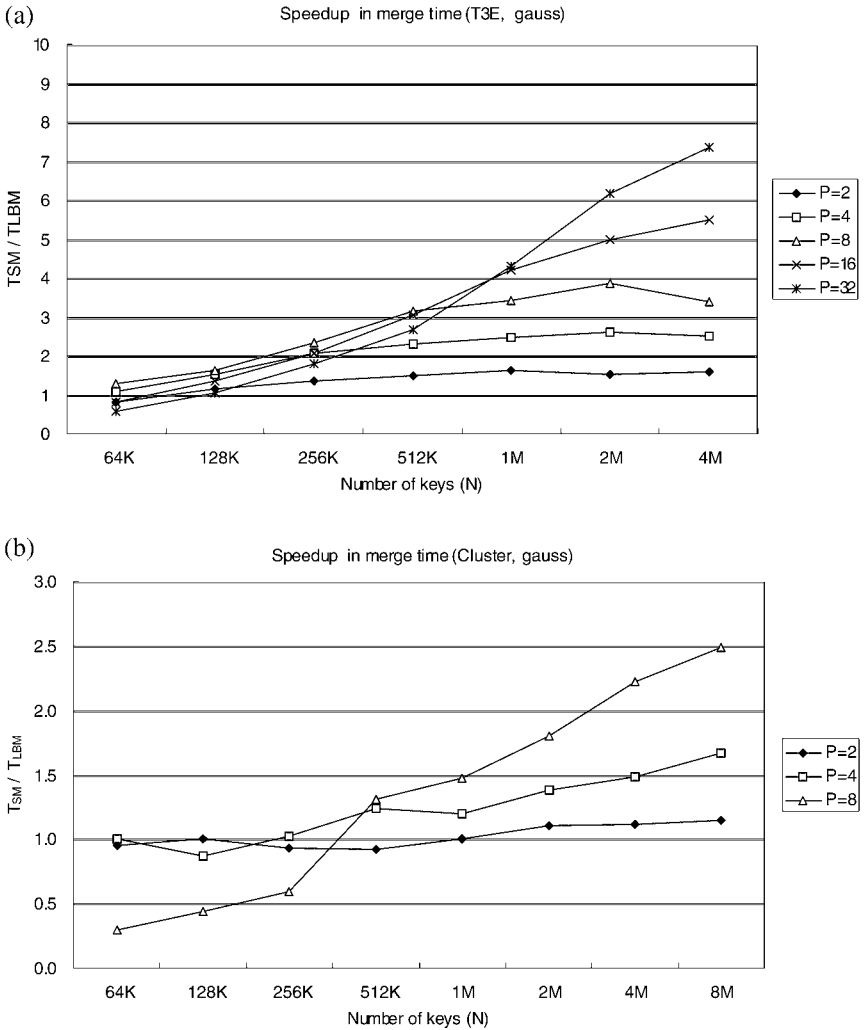 (a)
Speedup in merge time (T3E, gauss)
10
9
8
7
6
5
4
3
2
1
0
TSM / TLBM
64K 128K 256K 512K 1M 2M 4M
Number of keys (N)
P=2
P=4
P=8
P=16
P=32
(b)
Speedup in merge time (Cluster, gauss)
3.0
2.5
2.0
1.5
1.0
0.5
0.0
TSM / TLBM
64K 128K 256K 512K 1M 2M 4M 8M
Number of keys (N)
P=2
P=4
P=8